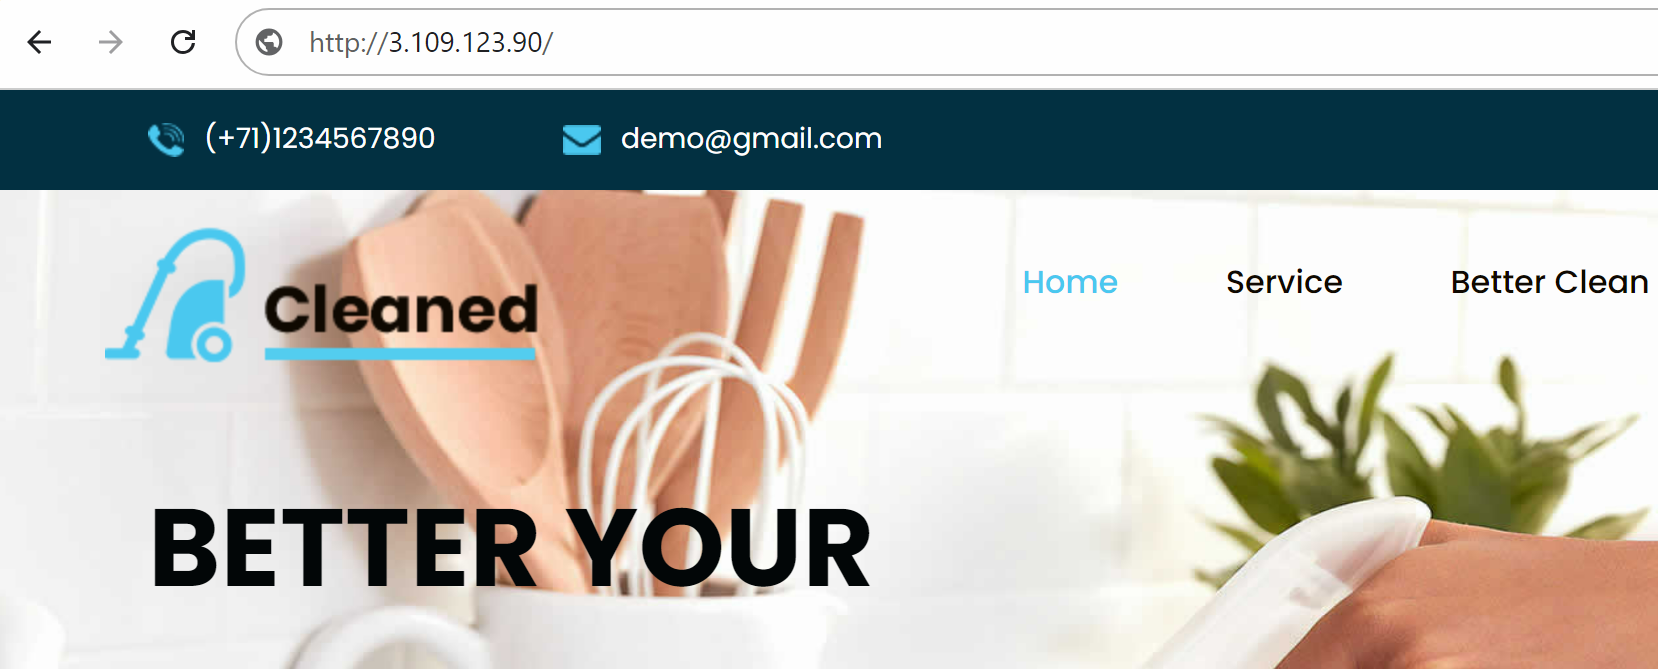 http://3.109.123.90/
(+71)1234567890
demo@gmail.com
Cleaned
Home
Service
Better Clean
BETTER YOUR